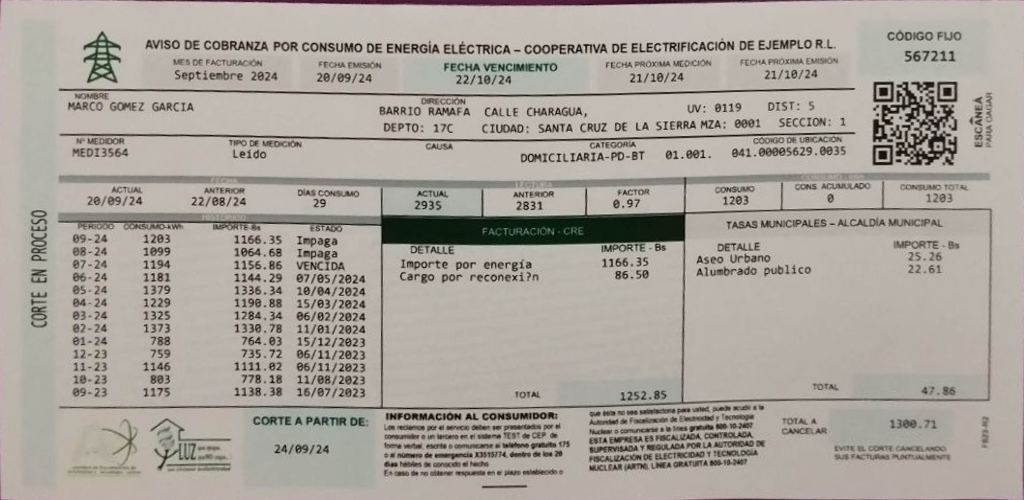 AVISO DE COBRANZA POR CONSUMO DE ENERGÍA ELÉCTRICA – COOPERATIVA DE ELECTRIFICACIÓN DE EJEMPLO R.L.
CÓDIGO FIJO
567211
MES DE FACTURACIÓN FECHA EMISIÓN FECHA VENCIMIENTO FECHA PRÓXIMA MEDICIÓN FECHA PRÓXIMA EMISIÓN
Septiembre 2024 20/09/24 22/10/24 21/10/24 21/10/24
NOMBRE DIRECCIÓN
MARCO GOMEZ GARCIA BARRIO RAMAFA CALLE CHARAGUA, UV: 0119 DIST: 5
DEPTO: 17C CIUDAD: SANTA CRUZ DE LA SIERRA MZA: 0001 SECCION: 1
ESCANÉA
PARA PAGAR
Nº MEDIDOR TIPO DE MEDICIÓN CAUSA CATEGORÍA CÓDIGO DE UBICACIÓN
MEDI3564 Leído DOMICILIARIA-PD-BT 01.001. 041.00005629.0035
FECHA LECTURA CONSUMO - kWh
ACTUAL ANTERIOR DÍAS CONSUMO ACTUAL ANTERIOR FACTOR CONSUMO CONS ACUMULADO CONSUMO TOTAL
20/09/24 22/08/24 29 2935 2831 0.97 1203 0 1203
HISTORICO
PERIODO CONSUMO-kWh IMPORTE-Bs ESTADO
09-24 1203 1166.35 Impaga
08-24 1099 1064.68 Impaga
07-24 1194 1156.86 VENCIDA
06-24 1181 1144.29 07/05/2024
05-24 1379 1336.34 10/04/2024
04-24 1229 1190.88 15/03/2024
03-24 1325 1284.34 06/02/2024
02-24 1373 1330.78 11/01/2024
01-24 788 764.03 15/12/2023
12-23 759 735.72 06/11/2023
11-23 1146 1111.02 06/11/2023
10-23 803 778.18 11/08/2023
09-23 1175 1138.38 16/07/2023
FACTURACIÓN - CRE
DETALLE IMPORTE - Bs
Importe por energía 1166.35
Cargo por reconexi?n 86.50
TOTAL 1252.85
TASAS MUNICIPALES – ALCALDÍA MUNICIPAL
DETALLE IMPORTE - Bs
Aseo Urbano 25.26
Alumbrado publico 22.61
TOTAL 47.86
CORTE EN PROCESO
LUZ
CORTE A PARTIR DE:
24/09/24
INFORMACIÓN AL CONSUMIDOR:
Los reclamos por el servicio deben ser presentados por el
consumidor o un tercero en el sistema TEST de CEP, de
forma verbal, escrita o comunicarse al teléfono gratuito 175
o al número de emergencia X3515774, dentro de los 20
días hábiles de conocido el hecho
En caso de no obtener respuesta en el plazo establecido o
que ésta no sea satisfactoria para usted, puede acudir a la
Autoridad de Fiscalización de Electricidad y Tecnología
Nuclear o comunicarse a la línea gratuita 800-10-2407
ESTA EMPRESA ES FISCALIZADA, CONTROLADA,
SUPERVISADA Y REGULADA POR LA AUTORIDAD DE
FISCALIZACIÓN DE ELECTRICIDAD Y TECNOLOGÍA
NUCLEAR (ARTN), LÍNEA GRATUITA 800-10-2407
TOTAL A
CANCELAR
1300.71
EVITE EL CORTE CANCELANDO
SUS FACTURAS PUNTUALMENTE